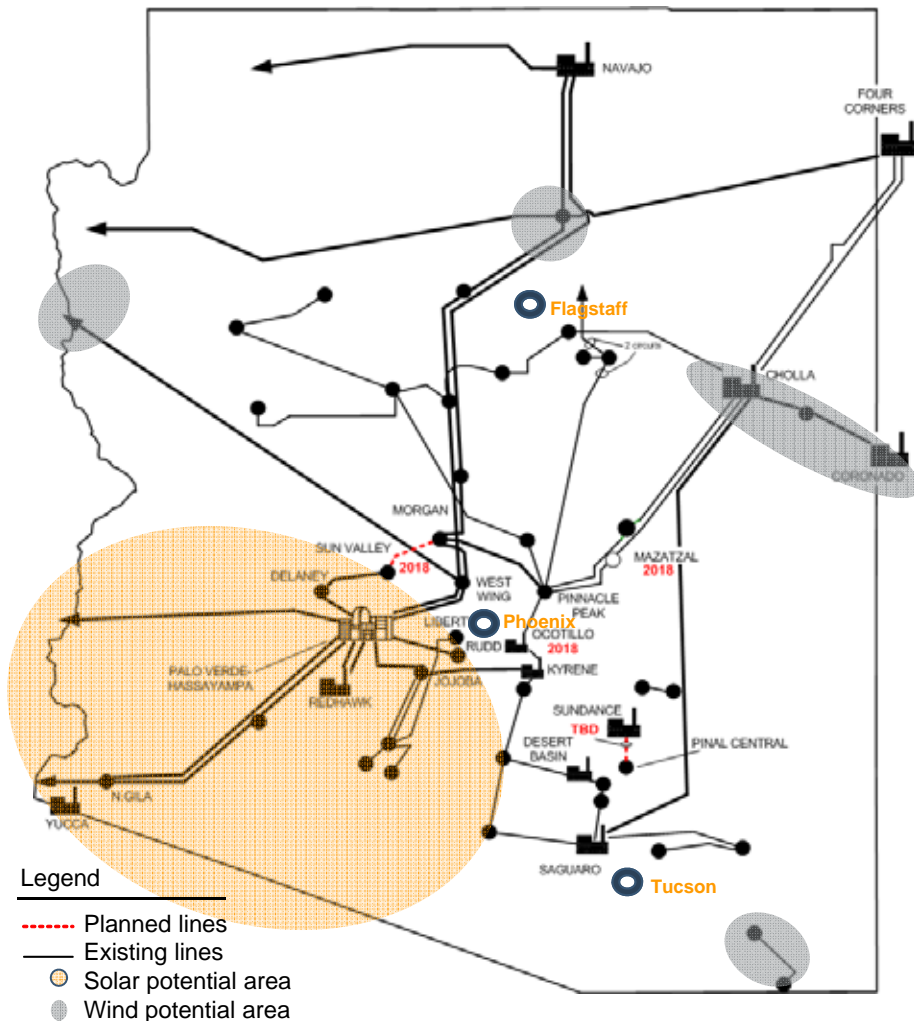 NAVAJO
FOUR
CORNERS
Flagstaff
2 circuits
CHOLLA
CORONADO
MORGAN
SUN VALLEY
2018
DELANEY
WEST
WING
PINNACLE
PEAK
MAZATZAL
2018
LIBERT
Phoenix
RUDD
OCOTILLO
2018
PALO VERDE-
HASSAYAMPA
JOJOBA
KYRENE
REDHAWK
SUNDANCE
TBD
DESERT
BASIN
PINAL CENTRAL
N.GILA
YUCCA
SAGUARO
Tucson
Legend
Planned lines
Existing lines
Solar potential area
Wind potential area